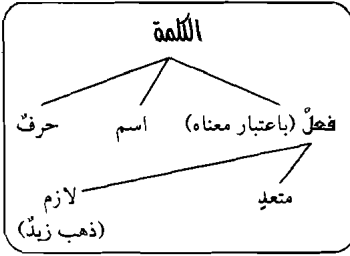 الكلمة
فعلٌ (باعتبار معناه) اسم حرفٌ
متعدٍ لازم
(ذهب زيدٌ)